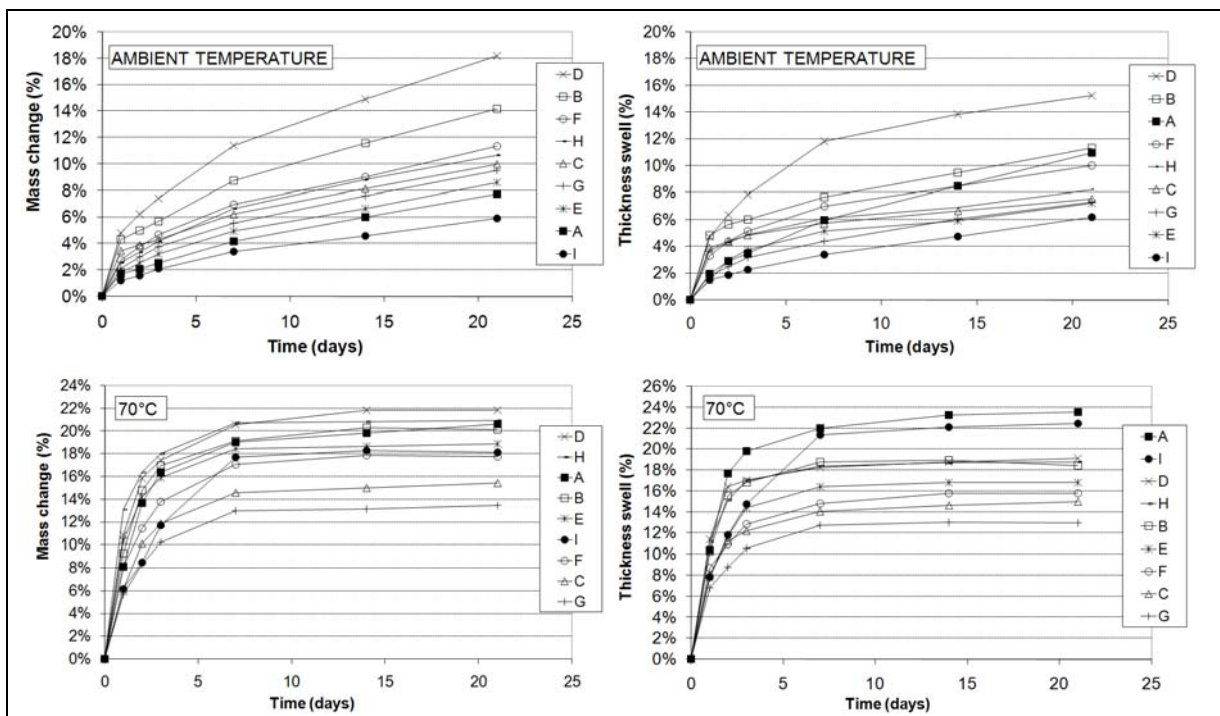 20%
18%
16%
14%
12%
10%
8%
6%
4%
2%
0%
Mass change (%)
AMBIENT TEMPERATURE
D
B
F
H
C
G
E
A
I
0 5 10 15 20 25
Time (days)
20%
18%
16%
14%
12%
10%
8%
6%
4%
2%
0%
Thickness swell (%)
AMBIENT TEMPERATURE
D
B
A
F
H
C
G
E
I
0 5 10 15 20 25
Time (days)
24%
22%
20%
18%
16%
14%
12%
10%
8%
6%
4%
2%
0%
Mass change (%)
70°C
D
H
A
B
E
I
F
C
G
0 5 10 15 20 25
Time (days)
26%
24%
22%
20%
18%
16%
14%
12%
10%
8%
6%
4%
2%
0%
Thickness swell (%)
70°C
A
I
D
H
B
E
F
C
G
0 5 10 15 20 25
Time (days)